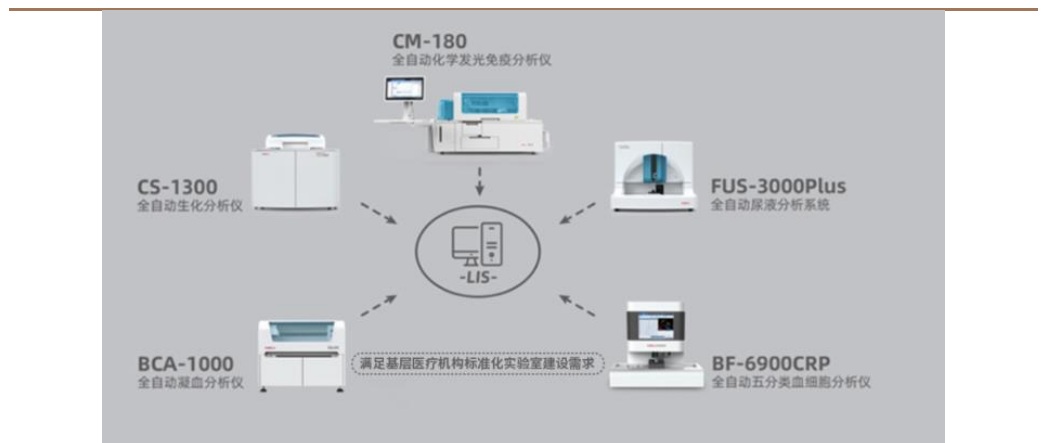 CM-180
全自动化学发光免疫分析仪
CS-1300
全自动生化分析仪
FUS-3000Plus
全自动尿液分析系统
-LIS-
BCA-1000
全自动凝血分析仪
满足基层医疗机构标准化实验室建设需求
BF-6900CRP
全自动五分类血细胞分析仪